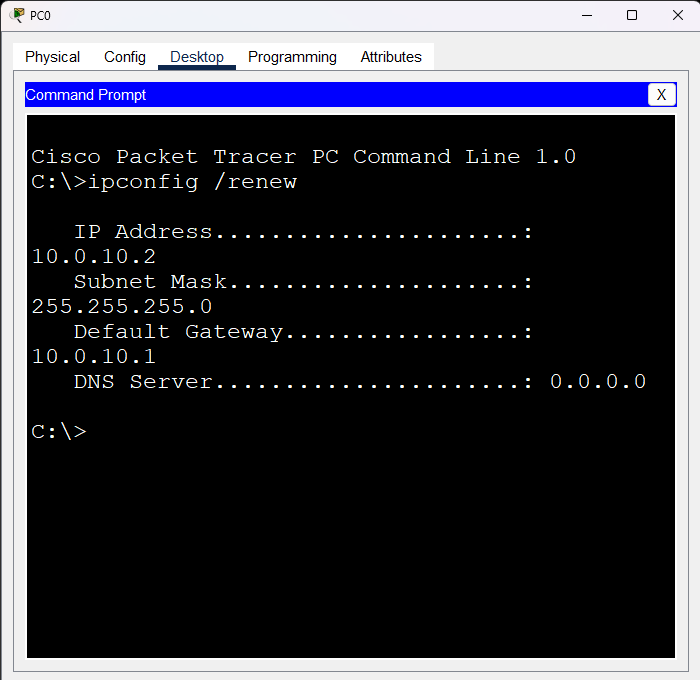 PC0
Physical Config Desktop Programming Attributes
Command Prompt X
Cisco Packet Tracer PC Command Line 1.0
C:\>ipconfig /renew
IP Address......................:
10.0.10.2
Subnet Mask.....................:
255.255.255.0
Default Gateway.................:
10.0.10.1
DNS Server......................: 0.0.0.0
C:\>